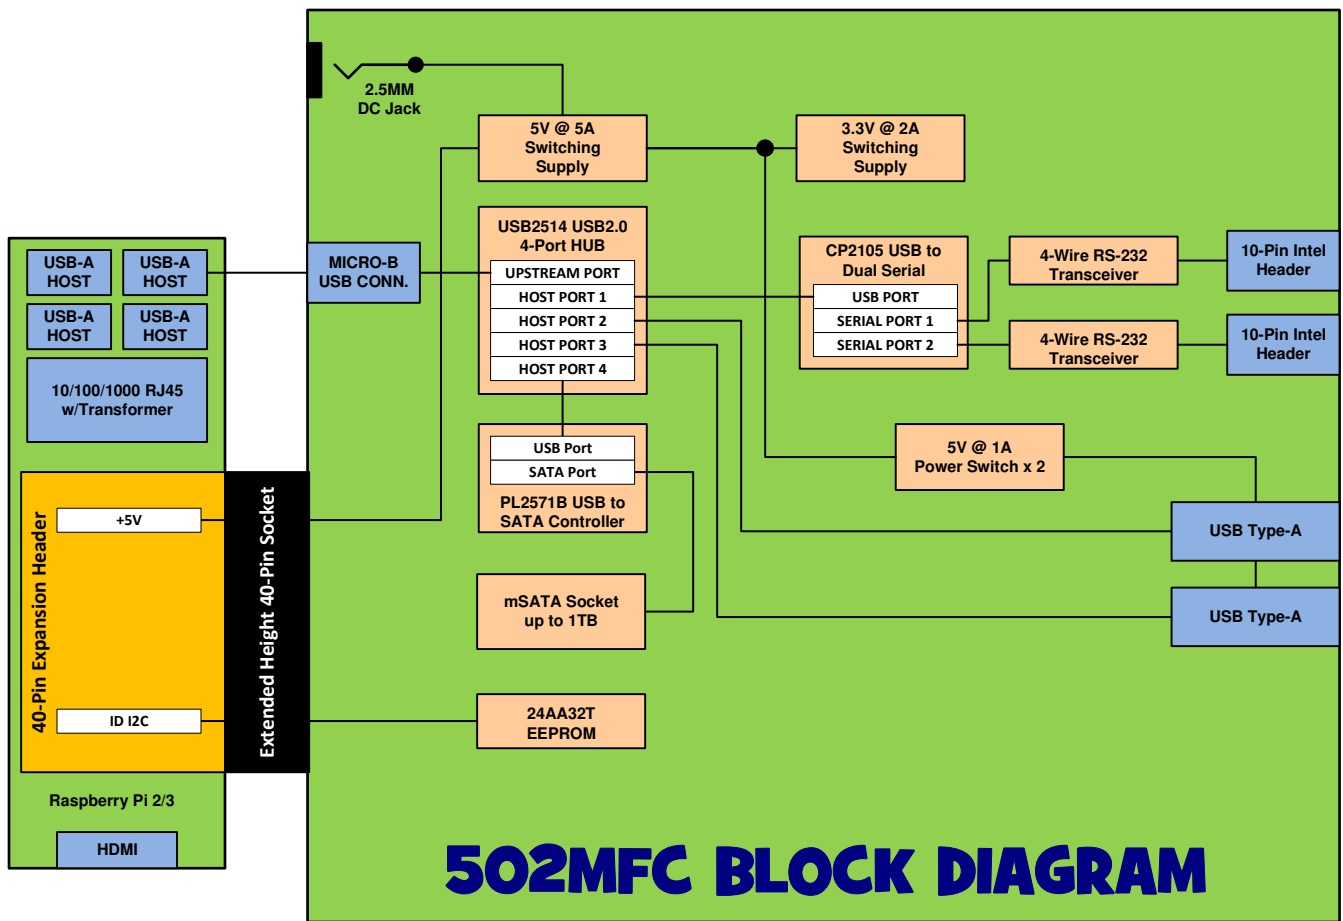 2.5MM
DC Jack
5V @ 5A
Switching
Supply
3.3V @ 2A
Switching
Supply
USB-A
HOST
USB-A
HOST
USB-A
HOST
USB-A
HOST
10/100/1000 RJ45
w/Transformer
MICRO-B
USB CONN.
USB2514 USB2.0
4-Port HUB
UPSTREAM PORT
HOST PORT 1
HOST PORT 2
HOST PORT 3
HOST PORT 4
CP2105 USB to
Dual Serial
USB PORT
SERIAL PORT 1
SERIAL PORT 2
4-Wire RS-232
Transceiver
10-Pin Intel
Header
4-Wire RS-232
Transceiver
10-Pin Intel
Header
USB Port
SATA Port
PL2571B USB to
SATA Controller
5V @ 1A
Power Switch x 2
USB Type-A
USB Type-A
mSATA Socket
up to 1TB
24AA32T
EEPROM
40-Pin Expansion Header
+5V
ID I2C
Extended Height 40-Pin Socket
Raspberry Pi 2/3
HDMI
502MFC BLOCK DIAGRAM